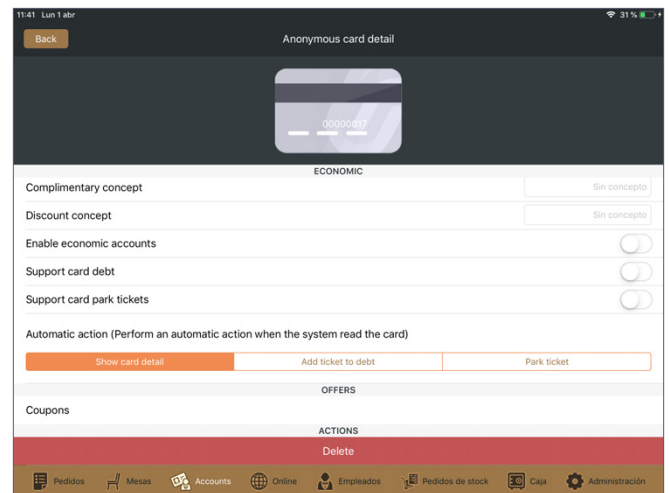 11:41 Lun 1 abr 31 %
Back Anonymous card detail
00000017
ECONOMIC
Complimentary concept Sin concepto
Discount concept Sin concepto
Enable economic accounts
Support card debt
Support card park tickets
Automatic action (Perform an automatic action when the system read the card)
Show card detail Add ticket to debt Park ticket
OFFERS
Coupons
ACTIONS
Delete
Pedidos Mesas Accounts Online Empleados Pedidos de stock Caja Administración